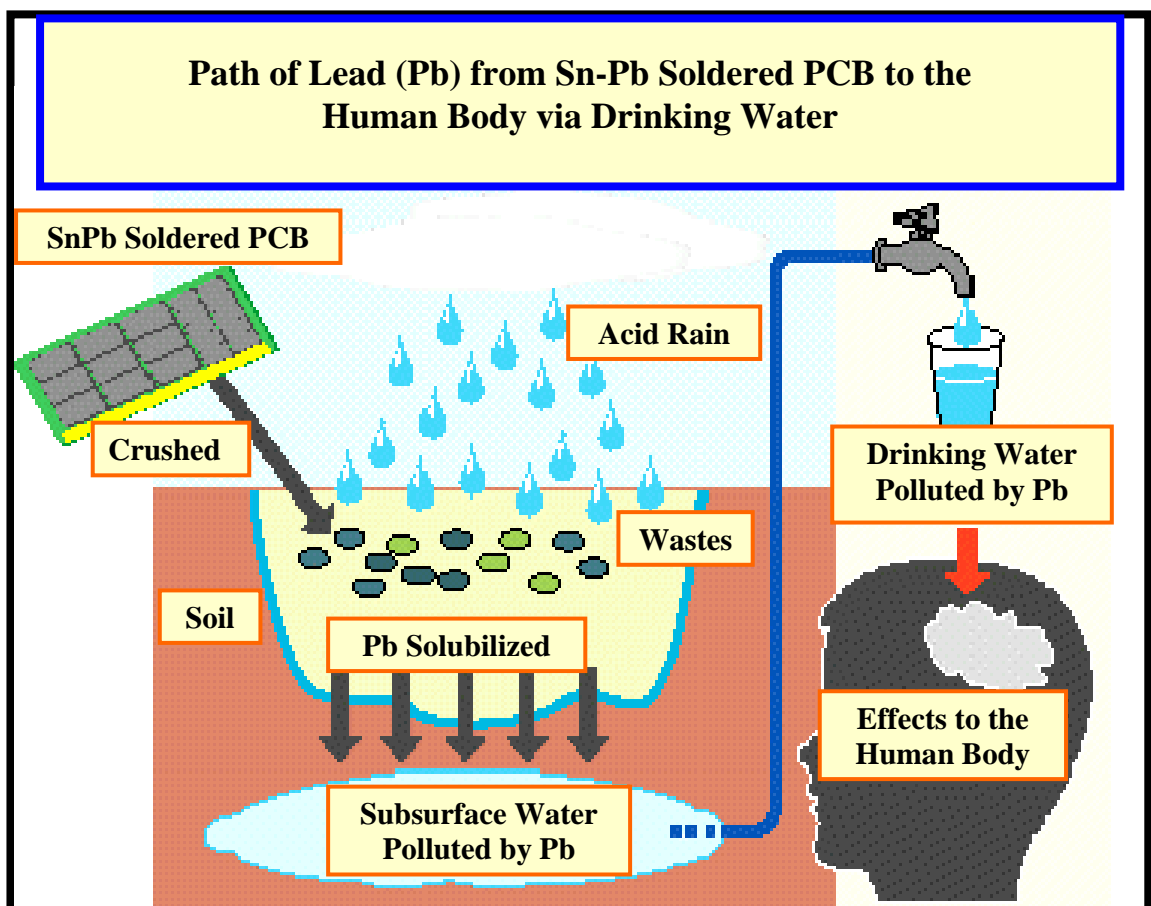 Path of Lead (Pb) from Sn-Pb Soldered PCB to the
Human Body via Drinking Water
SnPb Soldered PCB
Acid Rain
Crushed
Drinking Water
Polluted by Pb
Wastes
Soil
Pb Solubilized
Effects to the
Human Body
Subsurface Water
Polluted by Pb